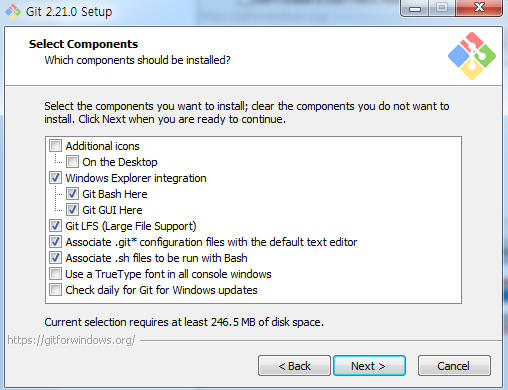 Git 2.21.0 Setup
Select Components
Which components should be installed?
Select the components you want to install; clear the components you do not want to
install. Click Next when you are ready to continue.
Additional icons
On the Desktop
Windows Explorer integration
Git Bash Here
Git GUI Here
Git LFS (Large File Support)
Associate .git* configuration files with the default text editor
Associate .sh files to be run with Bash
Use a TrueType font in all console windows
Check daily for Git for Windows updates
Current selection requires at least 246.5 MB of disk space.
https://gitforwindows.org/
< Back
Next >
Cancel